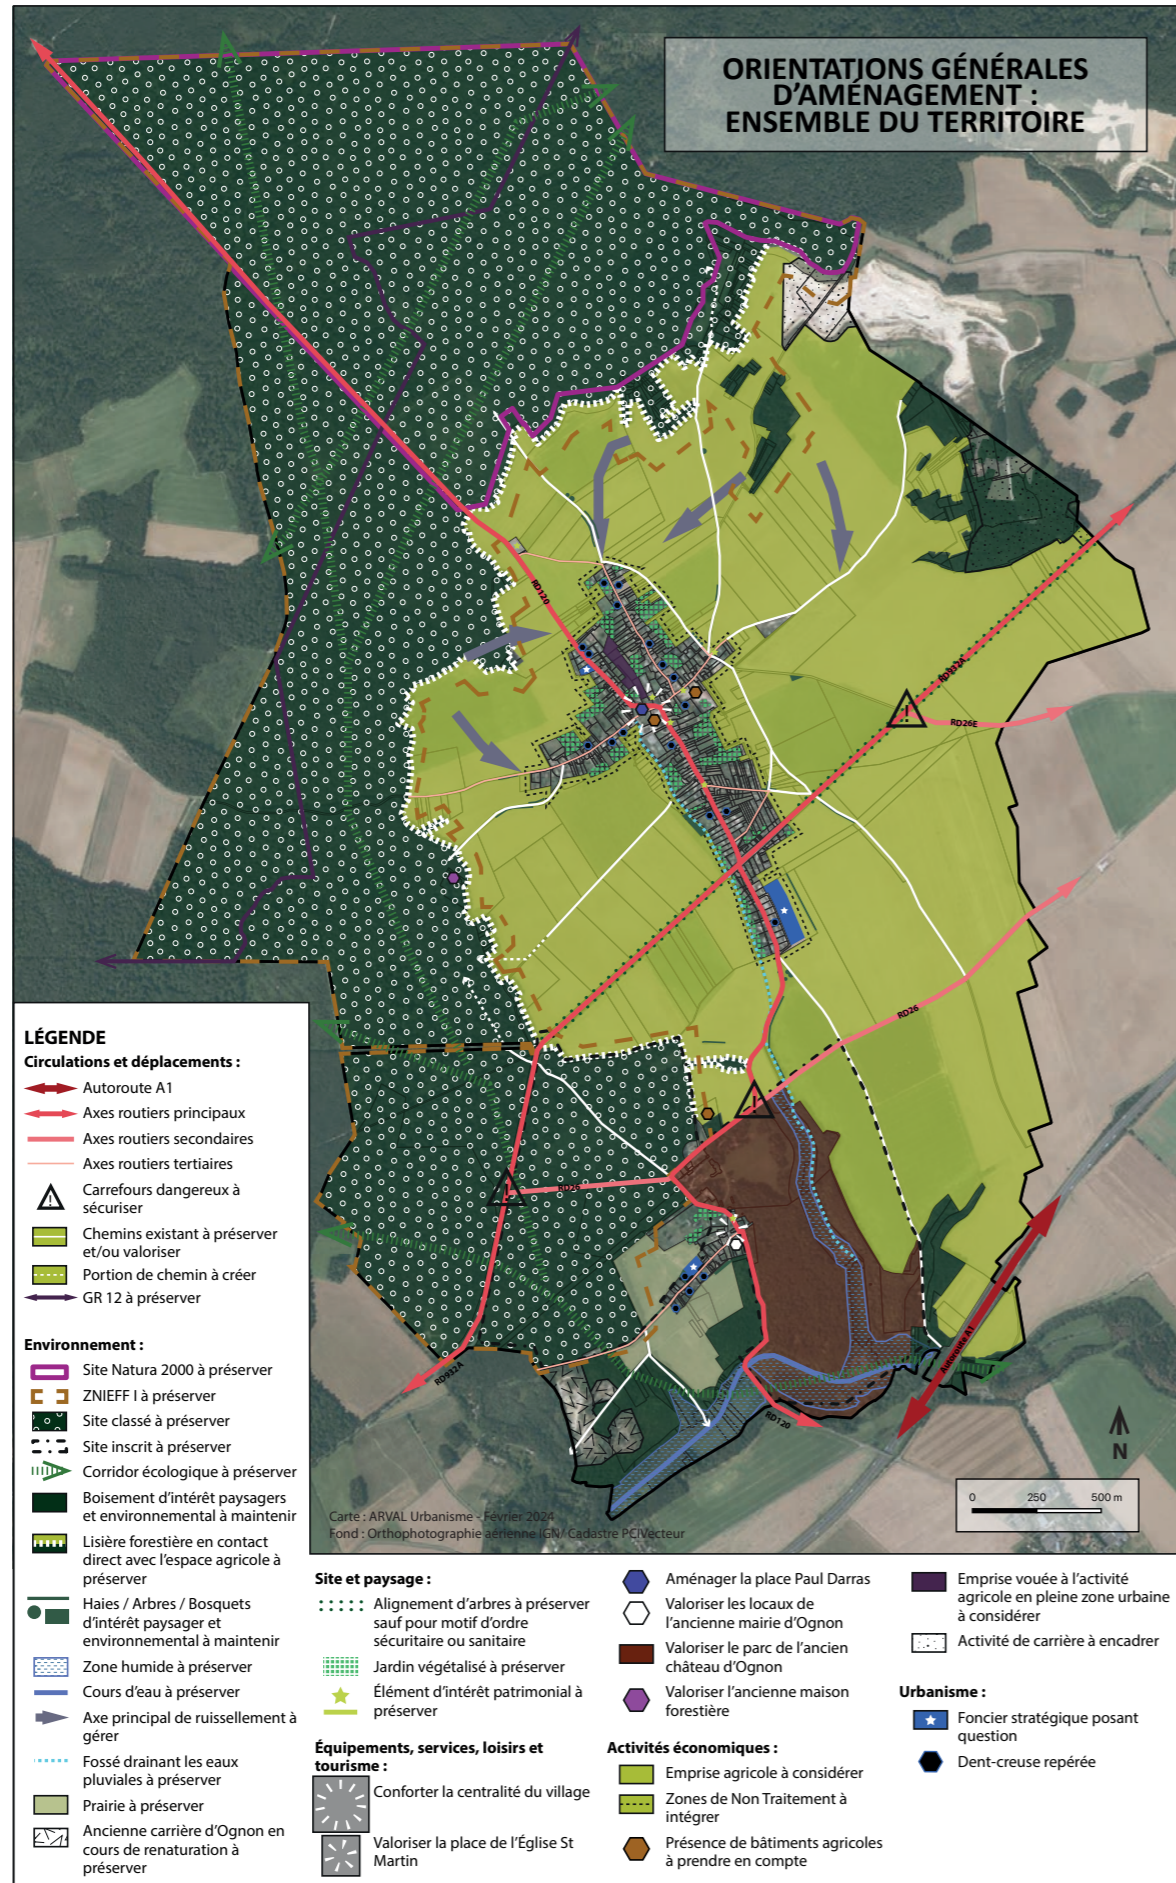 ORIENTATIONS GÉNÉRALES
D'AMÉNAGEMENT :
ENSEMBLE DU TERRITOIRE
RD120
RD932A
RD26E
RD26
RD26
RD932A
RD120
Autoroute A1
N
0 250 500 m
Carte : ARVAL Urbanisme - Février 2024
Fond : Orthophotographie aérienne IGN/ Cadastre PCIVecteur
LÉGENDE
Circulations et déplacements :
Autoroute A1
Axes routiers principaux
Axes routiers secondaires
Axes routiers tertiaires
Carrefours dangereux à
sécuriser
Chemins existant à préserver
et/ou valoriser
Portion de chemin à créer
GR 12 à préserver
Environnement :
Site Natura 2000 à préserver
ZNIEFF I à préserver
Site classé à préserver
Site inscrit à préserver
Corridor écologique à préserver
Boisement d'intérêt paysagers
et environnemental à maintenir
Lisière forestière en contact
direct avec l'espace agricole à
préserver
Haies / Arbres / Bosquets
d'intérêt paysager et
environnemental à maintenir
Zone humide à préserver
Cours d'eau à préserver
Axe principal de ruissellement à
gérer
Fossé drainant les eaux
pluviales à préserver
Prairie à préserver
Ancienne carrière d'Ognon en
cours de renaturation à
préserver
Site et paysage :
Alignement d'arbres à préserver
sauf pour motif d'ordre
sécuritaire ou sanitaire
Jardin végétalisé à préserver
Élément d'intérêt patrimonial à
préserver
Équipements, services, loisirs et
tourisme :
Conforter la centralité du village
Valoriser la place de l'Église St
Martin
Aménager la place Paul Darras
Valoriser les locaux de
l'ancienne mairie d'Ognon
Valoriser le parc de l'ancien
château d'Ognon
Valoriser l'ancienne maison
forestière
Activités économiques :
Emprise agricole à considérer
Zones de Non Traitement à
intégrer
Présence de bâtiments agricoles
à prendre en compte
Emprise vouée à l'activité
agricole en pleine zone urbaine
à considérer
Activité de carrière à encadrer
Urbanisme :
Foncier stratégique posant
question
Dent-creuse repérée